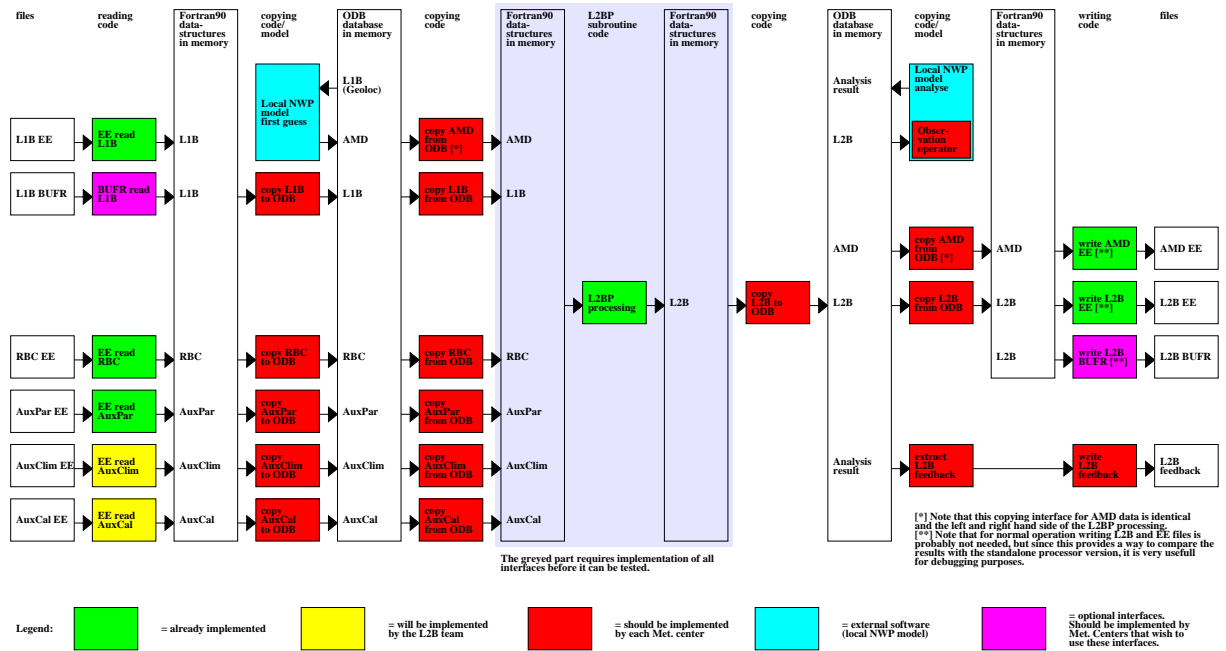 files
reading
code
Fortran90
data-
structures
in memory
copying
code/
model
ODB
database
in memory
copying
code
Fortran90
data-
structures
in memory
L2BP
subroutine
code
Fortran90
data-
structures
in memory
copying
code
ODB
database
in memory
copying
code/
model
Fortran90
data-
structures
in memory
writing
code
files
Local NWP
model
first guess
L1B
(Geoloc)
Analysis
result
Local NWP
model
analyse
L1B EE
EE read
L1B
L1B
AMD
copy AMD
from
ODB [*]
AMD
L2B
Obser-
vation
operator
L1B BUFR
BUFR read
L1B
L1B
copy L1B
to ODB
L1B
copy L1B
from ODB
L1B
AMD
copy AMD
from
ODB [*]
AMD
write AMD
EE [**]
AMD EE
L2BP
processing
L2B
copy
L2B to
ODB
L2B
copy L2B
from ODB
L2B
write L2B
EE [**]
L2B EE
RBC EE
EE read
RBC
RBC
copy RBC
to ODB
RBC
copy RBC
from ODB
RBC
L2B
write L2B
BUFR [**]
L2B BUFR
AuxPar EE
EE read
AuxPar
AuxPar
copy
AuxPar
to ODB
AuxPar
copy
AuxPar
from ODB
AuxPar
AuxClim EE
EE read
AuxClim
AuxClim
copy
AuxClim
to ODB
AuxClim
copy
AuxClim
from ODB
AuxClim
Analysis
result
extract
L2B
feedback
write
L2B
feedback
L2B
feedback
AuxCal EE
EE read
AuxCal
AuxCal
copy
AuxCal
to ODB
AuxCal
copy
AuxCal
from ODB
AuxCal
[*] Note that this copying interface for AMD data is identical
and the left and right hand side of the L2BP processing.
[**] Note that for normal operation writing L2B and EE files is
probably not needed, but since this provides a way to compare the
results with the standalone processor version, it is very usefull
for debugging purposes.
The greyed part requires implementation of all
interfaces before it can be tested.
Legend:
= already implemented
= will be implemented
by the L2B team
= should be implemented
by each Met. center
= external software
(local NWP model)
= optional interfaces.
Should be implemented by
Met. Centers that wish to
use these interfaces.